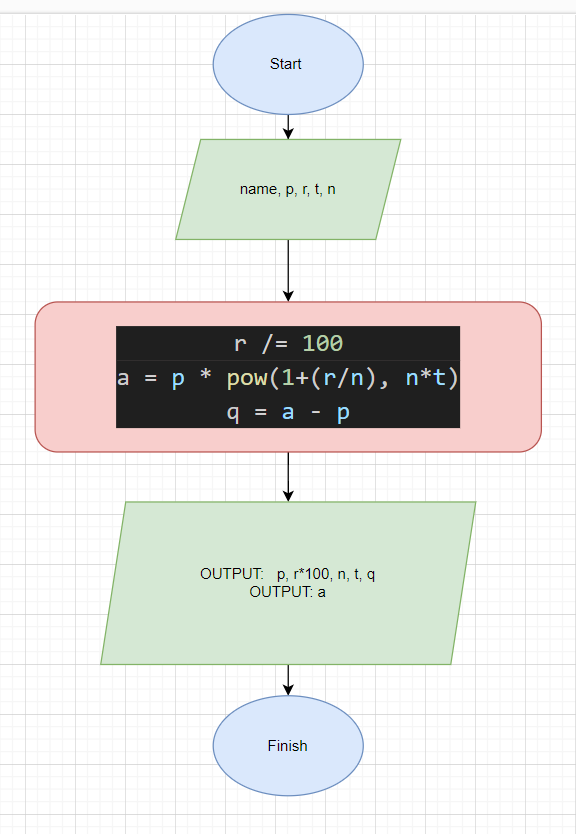 Start
name, p, r, t, n
r /= 100
a = p * pow(1+(r/n), n*t)
q = a - p
OUTPUT: p, r*100, n, t, q
OUTPUT: a
Finish